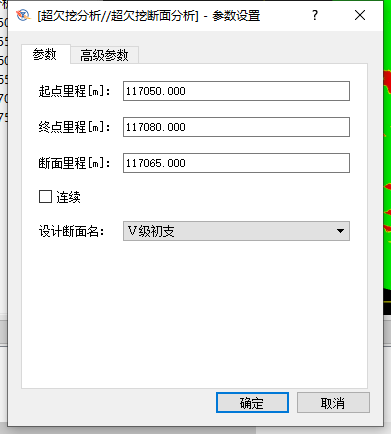 [超欠挖分析//超欠挖断面分析] - 参数设置
?
参数 高级参数
起点里程[m]: 117050.000
终点里程[m]: 117080.000
断面里程[m]: 117065.000
连续
设计断面名: Ⅴ级初支
确定 取消